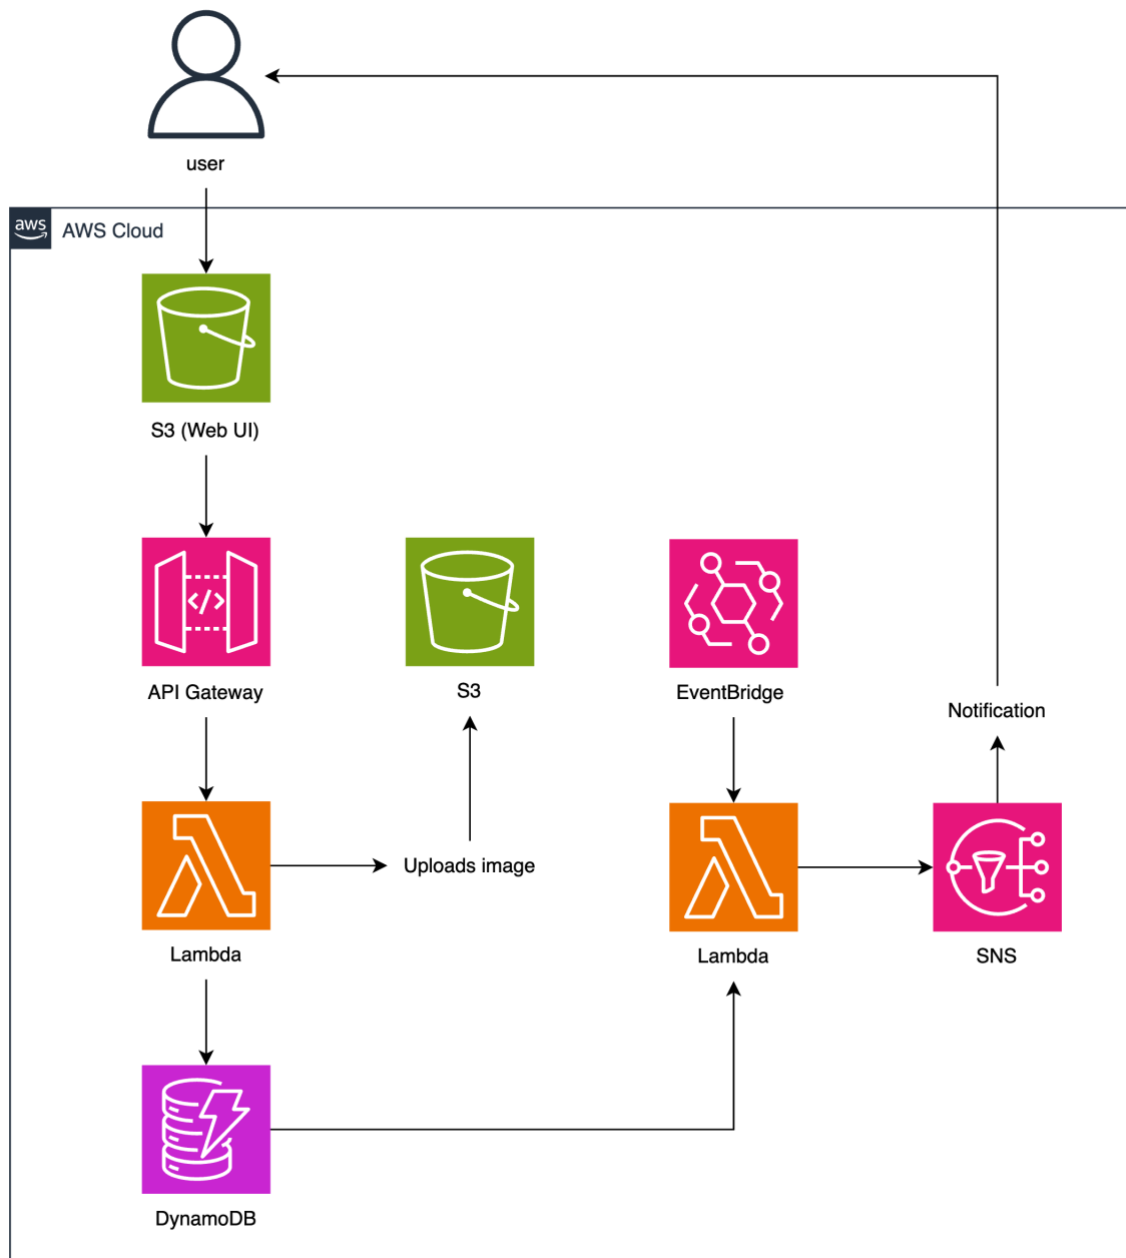 user
aws
AWS Cloud
S3 (Web UI)
</>
API Gateway
S3
EventBridge
Notification
Uploads image
Lambda
Lambda
SNS
DynamoDB